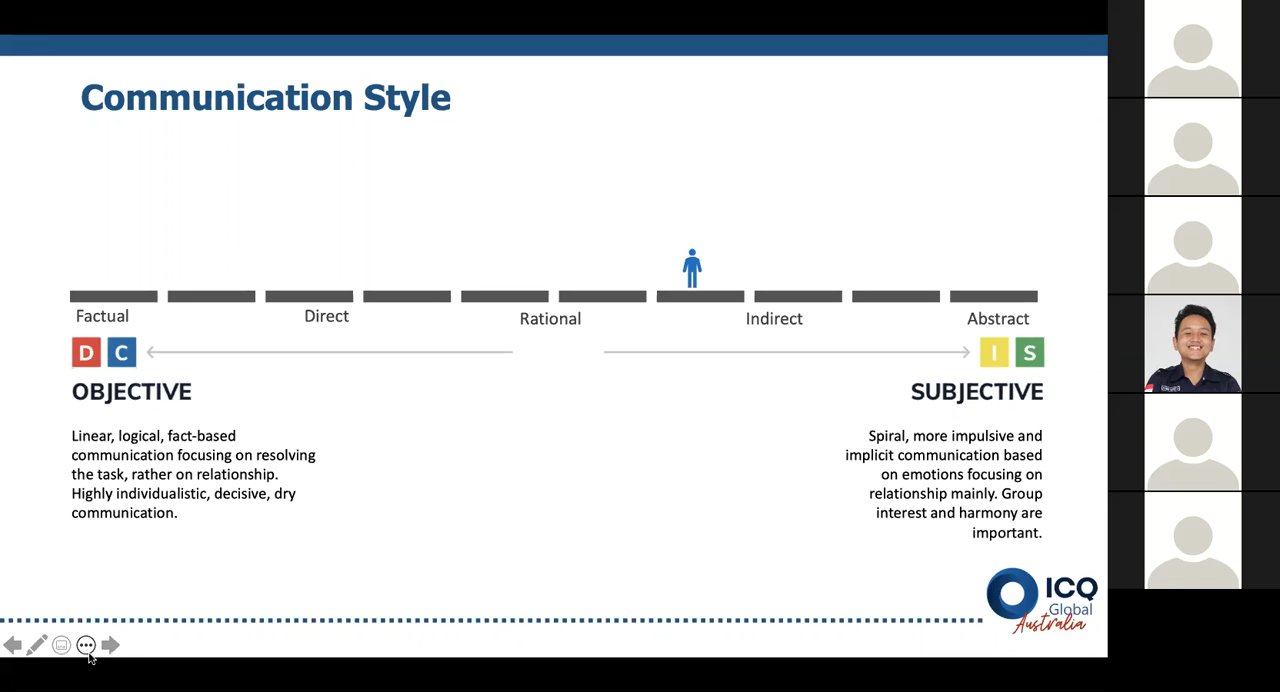 Communication Style
Factual Direct Rational Indirect Abstract
D C I S
OBJECTIVE
Linear, logical, fact-based
communication focusing on resolving
the task, rather on relationship.
Highly individualistic, decisive, dry
communication.
SUBJECTIVE
Spiral, more impulsive and
implicit communication based
on emotions focusing on
relationship mainly. Group
interest and harmony are
important.
ICQ
Global
Australia